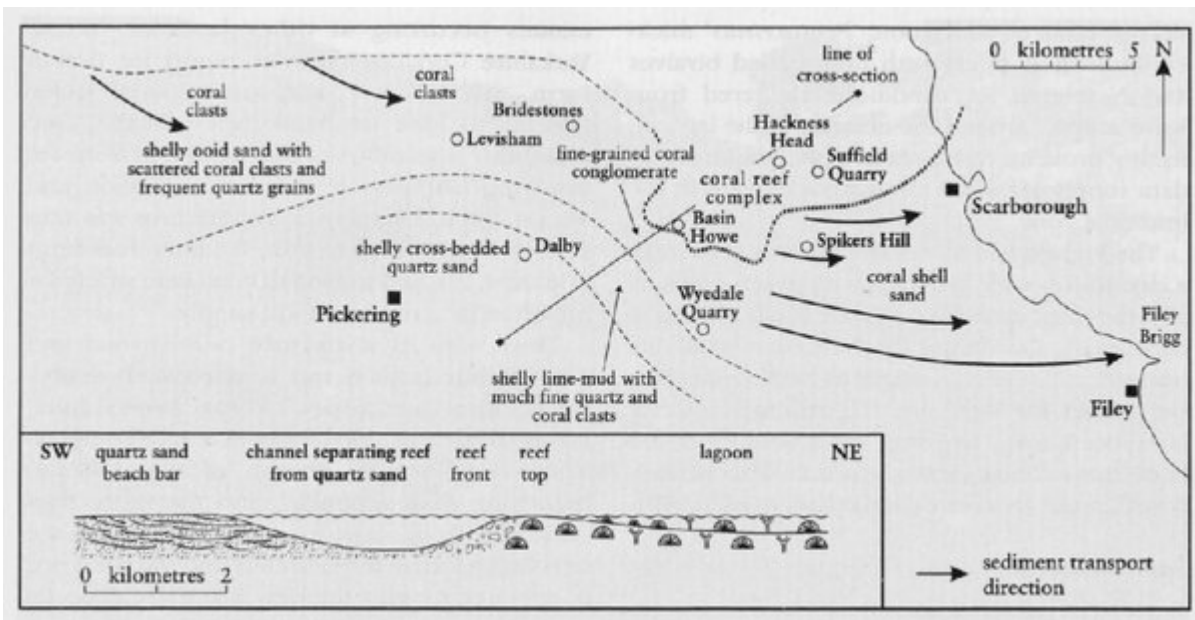 0 kilometres 5 N
line of
cross-section
coral
clasts
coral
clasts
Bridestones
Levisham
Hackness
Head
Suffield
Quarry
shelly ooid sand with
scattered coral clasts and
frequent quartz grains
fine-grained coral
conglomerate
coral reef
complex
Scarborough
Basin
Howe
Spikers Hill
shelly cross-bedded
quartz sand
Dalby
coral shell
sand
Pickering
Wyedale
Quarry
Filey
Brigg
shelly lime-mud with
much fine quartz and
coral clasts
Filey
SW quartz sand
beach bar
channel separating reef
from quartz sand
reef
front
reef
top
lagoon NE
0 kilometres 2
sediment transport
direction